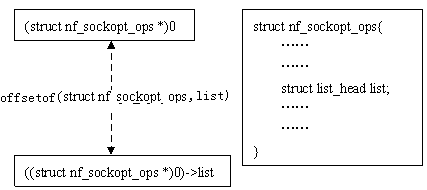 (struct nf_sockopt_ops *)0
offsetof(struct nf_sockopt_ops,list)
((struct nf_sockopt_ops *)0)->list
struct nf_sockopt_ops{
……
……
struct list_head list;
……
……
}